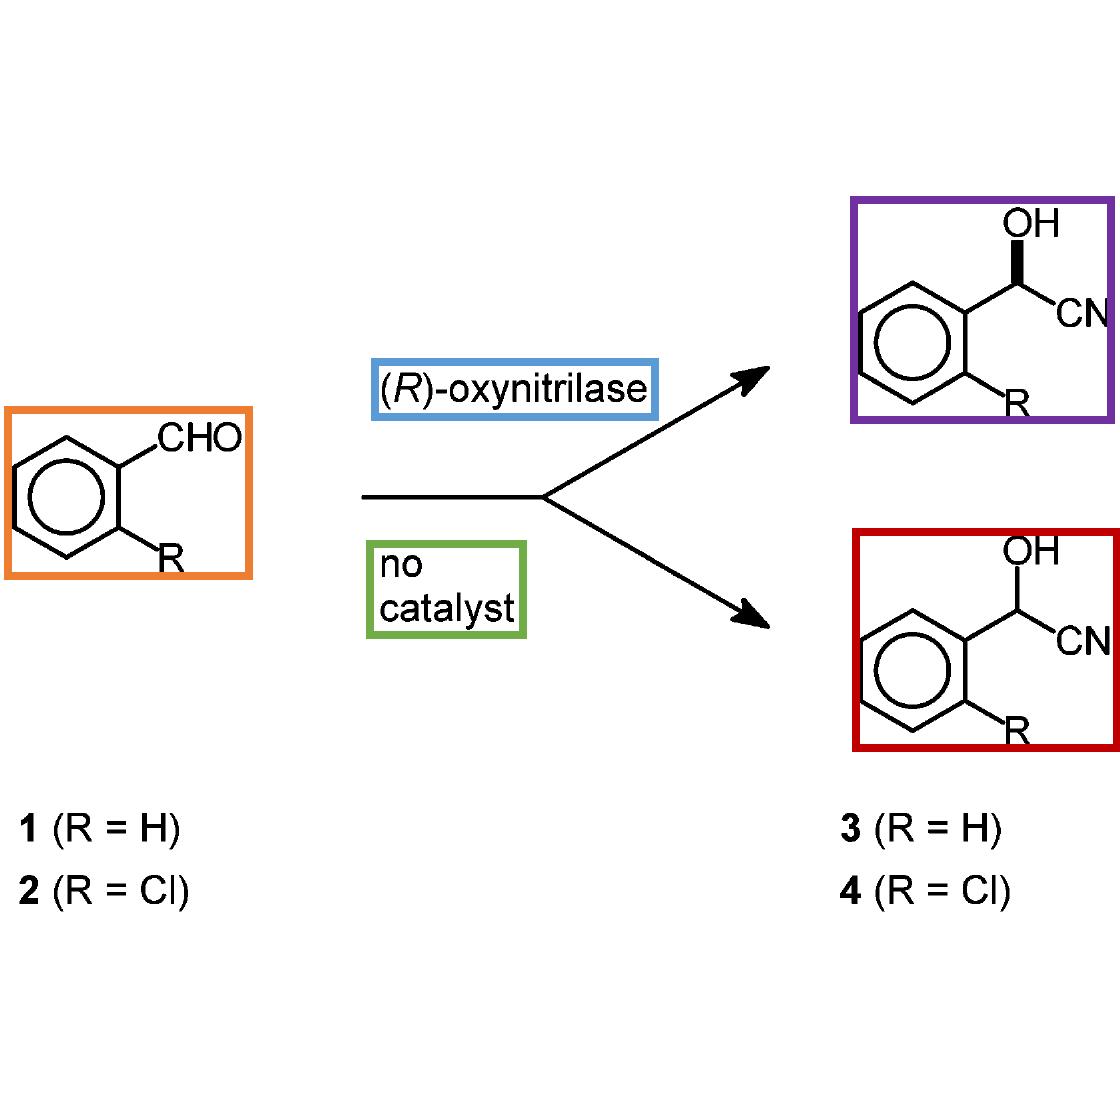 OH
CN
R
(R)-oxynitrilase
CHO
R
no
catalyst
OH
CN
R
1 (R = H)
2 (R = Cl)
3 (R = H)
4 (R = Cl)